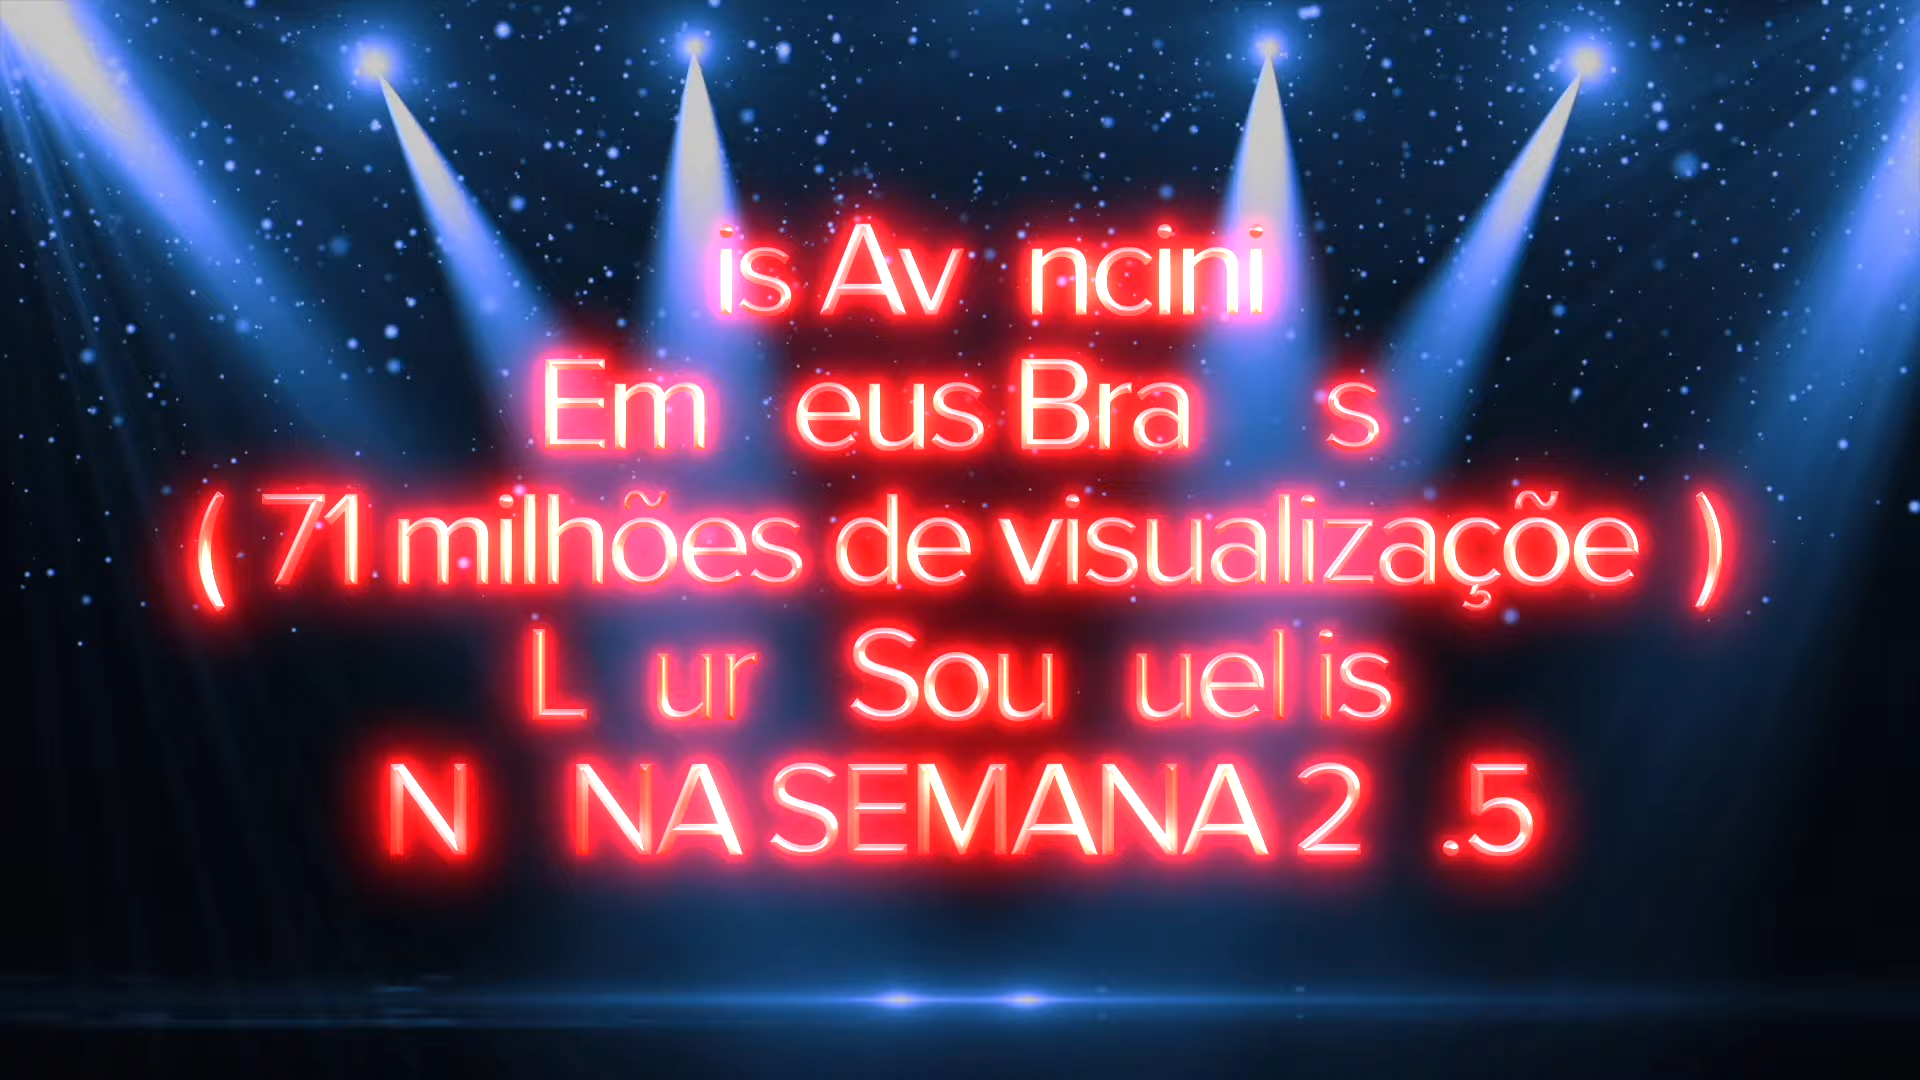 is Av ncini
Em eus Bra s
( 71 milhões de visualizaçõe )
L ur Sou uel is
N NA SEMANA 2 .5